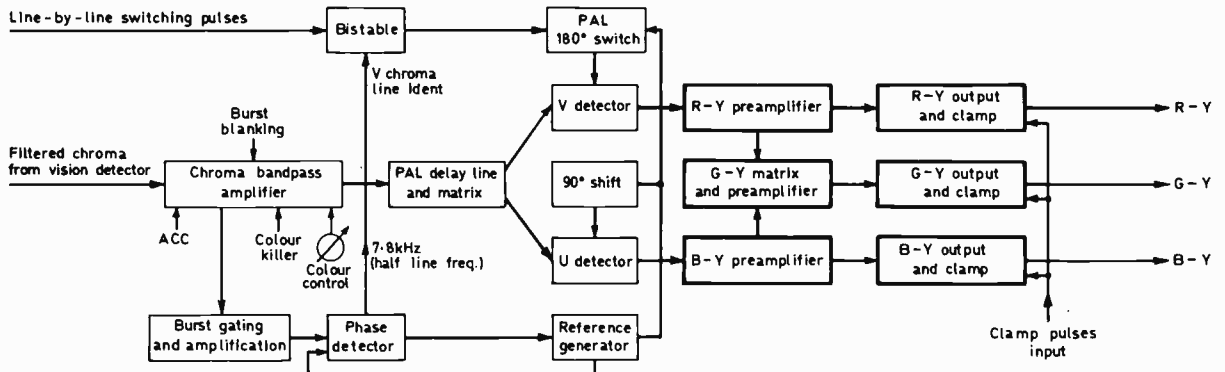 Line-by-line switching pulses
Bistable
PAL
180° switch
V chroma
line ident
V detector
R-Y preamplifier
R-Y output
and clamp
R-Y
Burst
blanking
Filtered chroma
from vision detector
Chroma bandpass
amplifier
PAL delay line
and matrix
90° shift
G-Y matrix
and preamplifier
G-Y output
and clamp
G-Y
ACC
Colour
killer
Colour
control
7·8kHz
(half line freq.)
U detector
B-Y preamplifier
B-Y output
and clamp
B-Y
Burst gating
and amplification
Phase
detector
Reference
generator
Clamp pulses
input